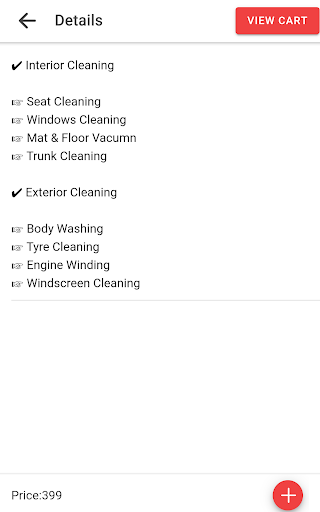 Details
VIEW CART
✔ Interior Cleaning
☞ Seat Cleaning
☞ Windows Cleaning
☞ Mat & Floor Vacumn
☞ Trunk Cleaning
✔ Exterior Cleaning
☞ Body Washing
☞ Tyre Cleaning
☞ Engine Winding
☞ Windscreen Cleaning
Price:399